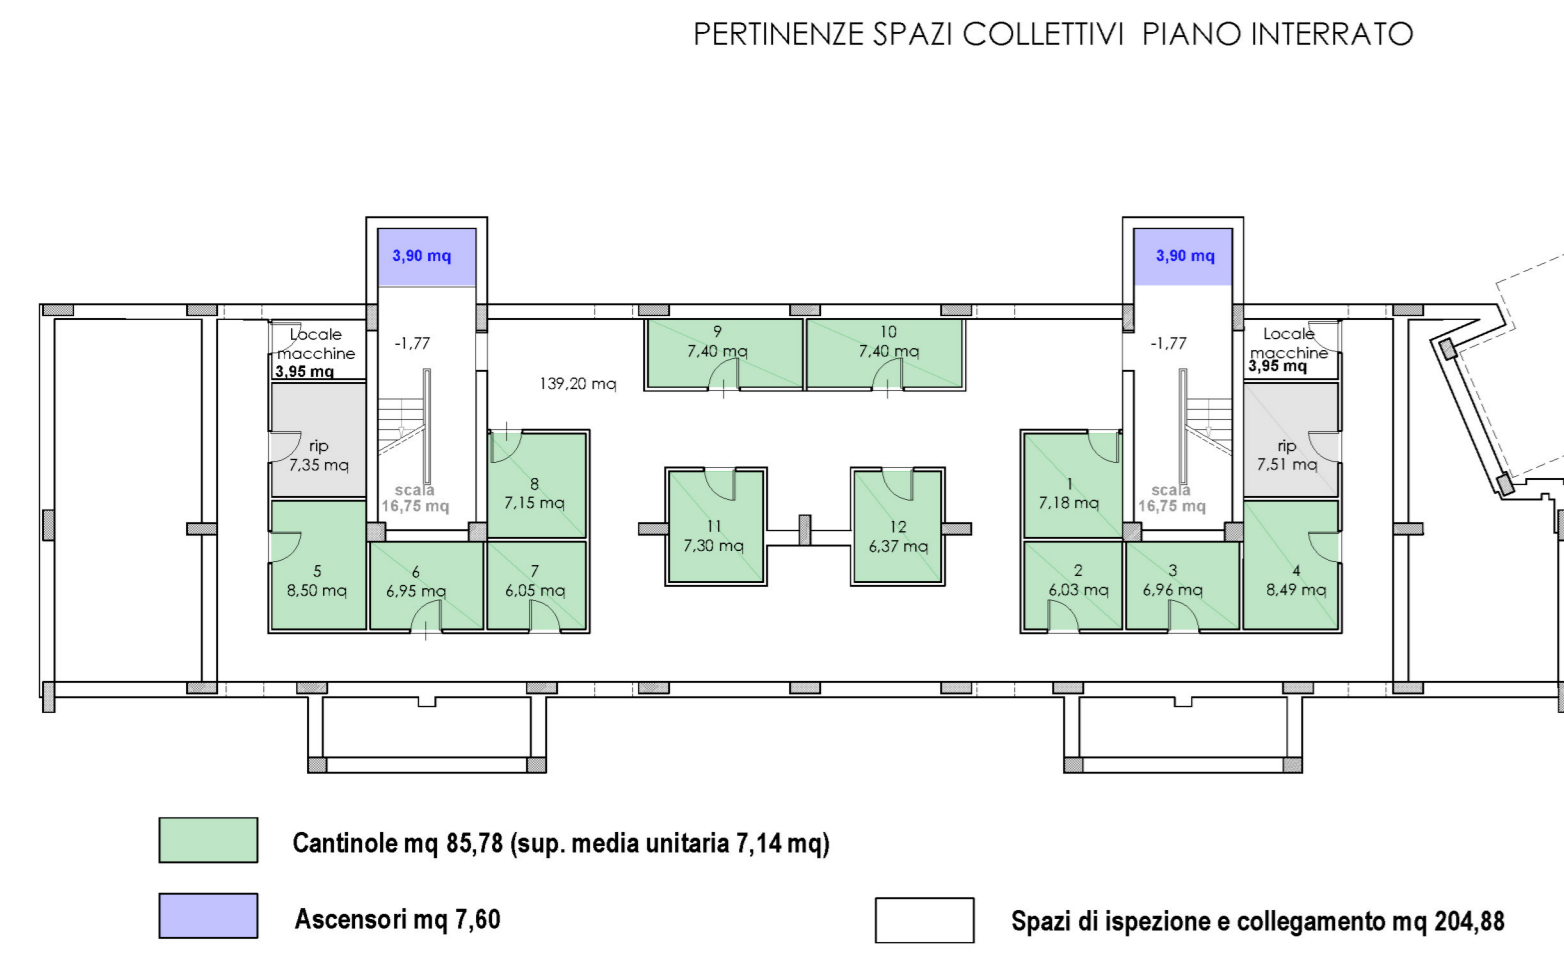 PERTINENZE SPAZI COLLETTIVI PIANO INTERRATO
3,90 mq
3,90 mq
Locale
macchine
3,95 mq
-1,77
139,20 mq
9
7,40 mq
10
7,40 mq
-1,77
Locale
macchine
3,95 mq
rip
7,35 mq
scala
16,75 mq
8
7,15 mq
11
7,30 mq
12
6,37 mq
1
7,18 mq
scala
16,75 mq
rip
7,51 mq
5
8,50 mq
6
6,95 mq
7
6,05 mq
2
6,03 mq
3
6,96 mq
4
8,49 mq
Cantinole mq 85,78 (sup. media unitaria 7,14 mq)
Ascensori mq 7,60
Spazi di ispezione e collegamento mq 204,88